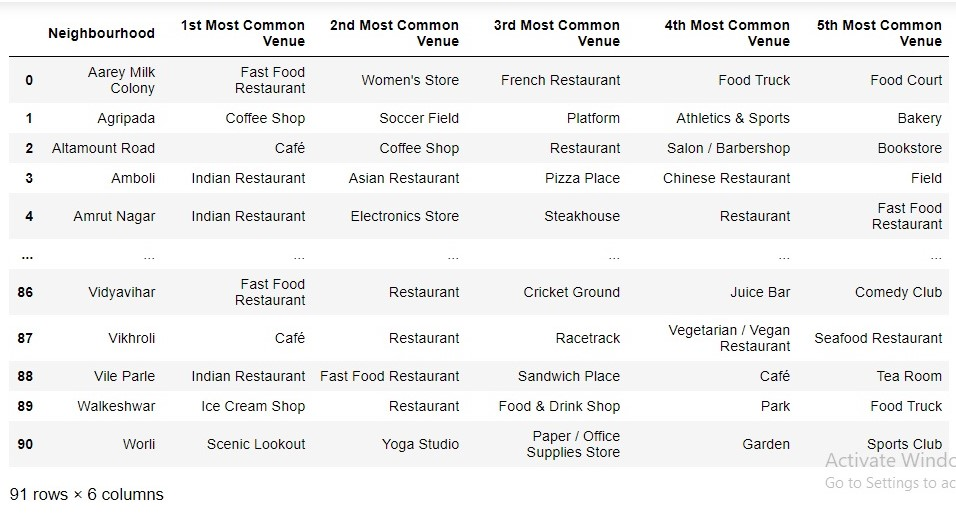 Neighbourhood 1st Most Common Venue 2nd Most Common Venue 3rd Most Common Venue 4th Most Common Venue 5th Most Common Venue
0 Aarey Milk Colony Fast Food Restaurant Women's Store French Restaurant Food Truck Food Court
1 Agripada Coffee Shop Soccer Field Platform Athletics & Sports Bakery
2 Altamount Road Café Coffee Shop Restaurant Salon / Barbershop Bookstore
3 Amboli Indian Restaurant Asian Restaurant Pizza Place Chinese Restaurant Field
4 Amrut Nagar Indian Restaurant Electronics Store Steakhouse Restaurant Fast Food Restaurant
... ... ... ... ... ... ...
86 Vidyavihar Fast Food Restaurant Restaurant Cricket Ground Juice Bar Comedy Club
87 Vikhroli Café Restaurant Racetrack Vegetarian / Vegan Restaurant Seafood Restaurant
88 Vile Parle Indian Restaurant Fast Food Restaurant Sandwich Place Café Tea Room
89 Walkeshwar Ice Cream Shop Restaurant Food & Drink Shop Park Food Truck
90 Worli Scenic Lookout Yoga Studio Paper / Office Supplies Store Garden Sports Club
Activate Windo
Go to Settings to ac
91 rows × 6 columns